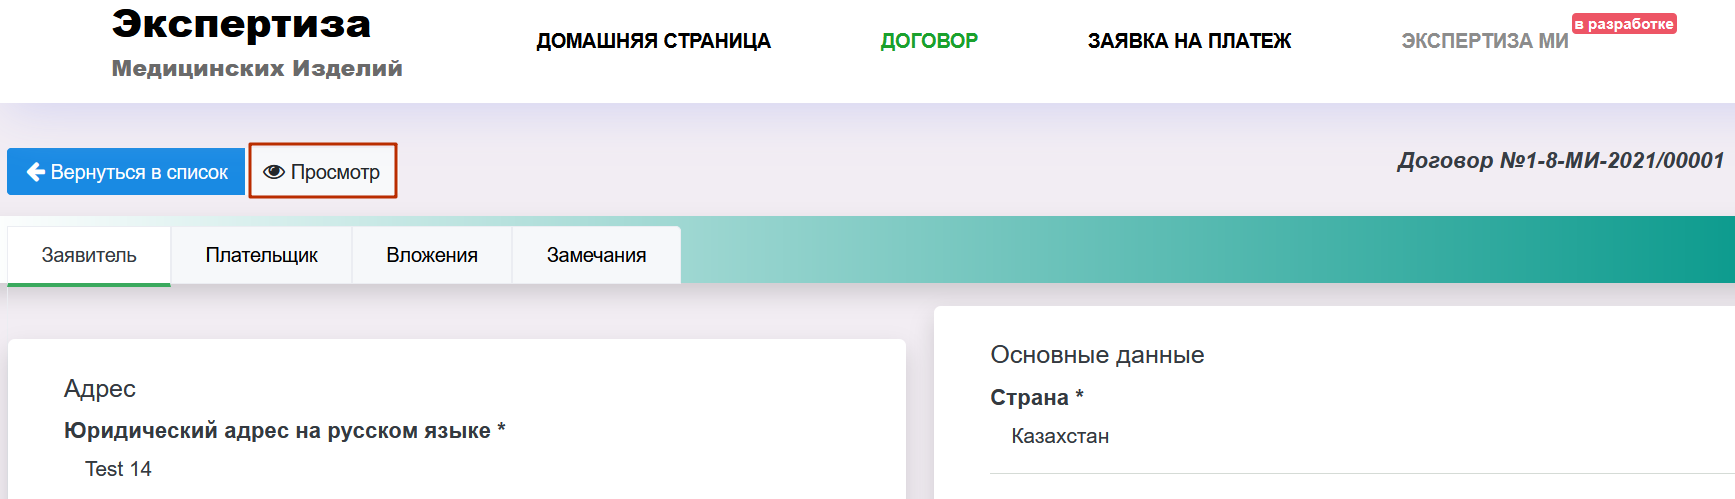 Экспертиза
Медицинских Изделий
ДОМАШНЯЯ СТРАНИЦА
ДОГОВОР
ЗАЯВКА НА ПЛАТЕЖ
ЭКСПЕРТИЗА МИ
в разработке
Вернуться в список
Просмотр
Договор №1-8-МИ-2021/00001
Заявитель
Плательщик
Вложения
Замечания
Адрес
Юридический адрес на русском языке *
Test 14
Основные данные
Страна *
Казахстан